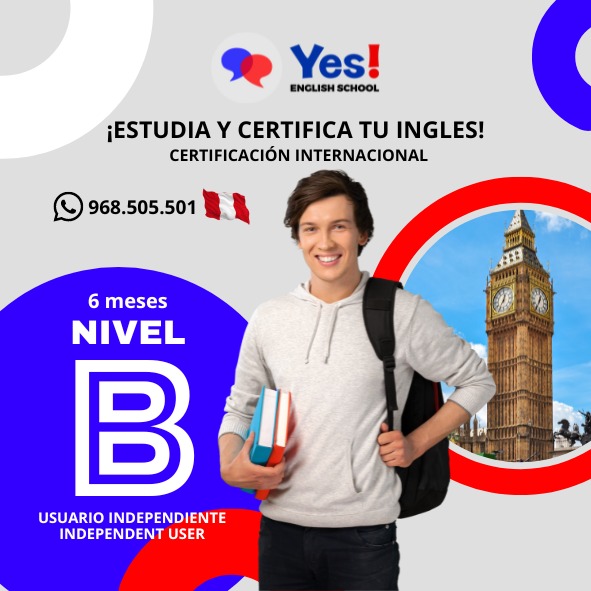 Yes!
ENGLISH SCHOOL
¡ESTUDIA Y CERTIFICA TU INGLES!
CERTIFICACIÓN INTERNACIONAL
968.505.501
6 meses
NIVEL
B
USUARIO INDEPENDIENTE
INDEPENDENT USER